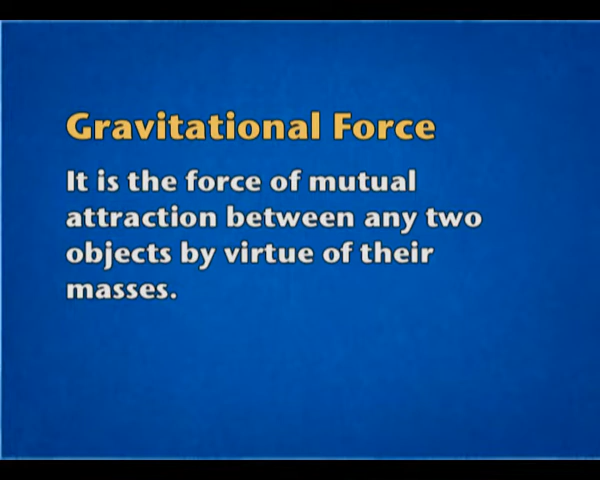 Gravitational Force
It is the force of mutual
attraction between any two
objects by virtue of their
masses.